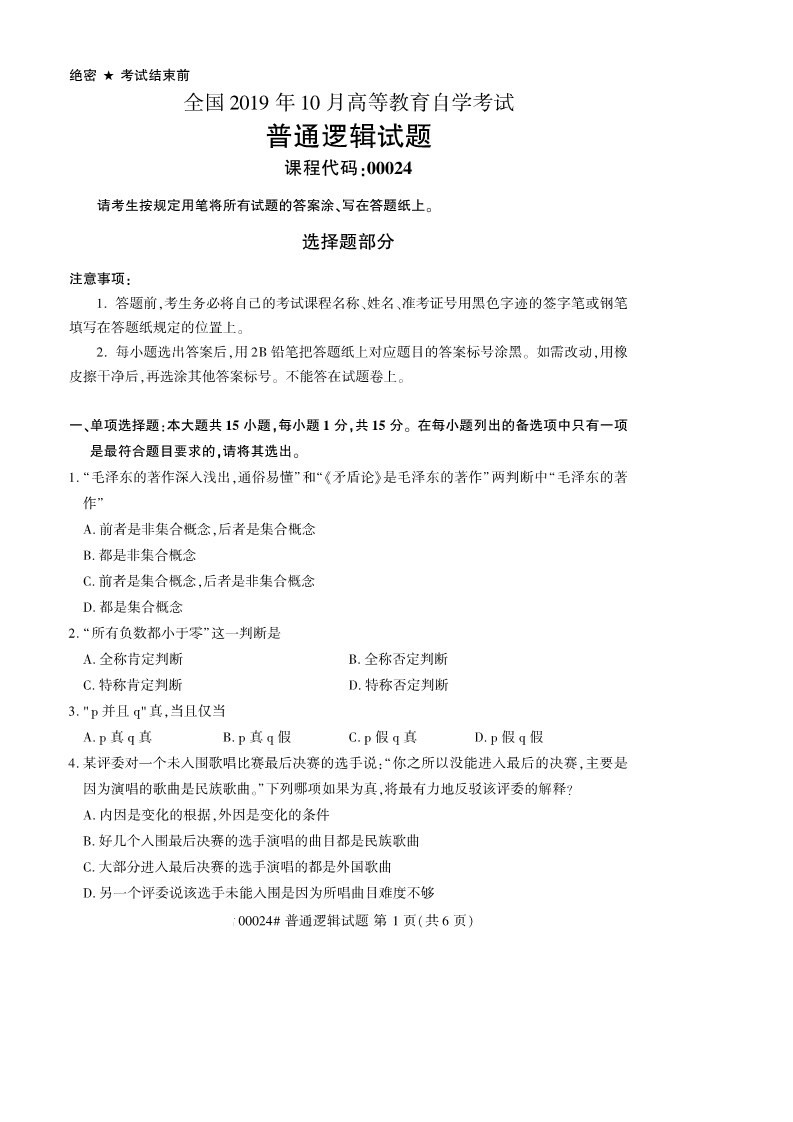 绝密 ★ 考试结束前
全国 2019 年 10 月高等教育自学考试
普通逻辑试题
课程代码:00024
请考生按规定用笔将所有试题的答案涂、写在答题纸上。
选择题部分
注意事项:
1. 答题前,考生务必将自己的考试课程名称、姓名、准考证号用黑色字迹的签字笔或钢笔
填写在答题纸规定的位置上。
2. 每小题选出答案后,用 2B 铅笔把答题纸上对应题目的答案标号涂黑。如需改动,用橡
皮擦干净后,再选涂其他答案标号。不能答在试题卷上。
一、单项选择题:本大题共 15 小题,每小题 1 分,共 15 分。在每小题列出的备选项中只有一项
是最符合题目要求的,请将其选出。
1. “毛泽东的著作深入浅出,通俗易懂”和“《矛盾论》是毛泽东的著作”两判断中“毛泽东的著
作”
A. 前者是非集合概念,后者是集合概念
B. 都是非集合概念
C. 前者是集合概念,后者是非集合概念
D. 都是集合概念
2. “所有负数都小于零”这一判断是
A. 全称肯定判断 B. 全称否定判断
C. 特称肯定判断 D. 特称否定判断
3. "p 并且 q"真,当且仅当
A. p 真 q 真 B. p 真 q 假 C. p 假 q 真 D. p 假 q 假
4. 某评委对一个未入围歌唱比赛最后决赛的选手说:“你之所以没能进入最后的决赛,主要是
因为演唱的歌曲是民族歌曲。”下列哪项如果为真,将最有力地反驳该评委的解释?
A. 内因是变化的根据,外因是变化的条件
B. 好几个入围最后决赛的选手演唱的曲目都是民族歌曲
C. 大部分进入最后决赛的选手演唱的都是外国歌曲
D. 另一个评委说该选手未能入围是因为所唱曲目难度不够
00024# 普通逻辑试题 第 1 页(共 6 页)